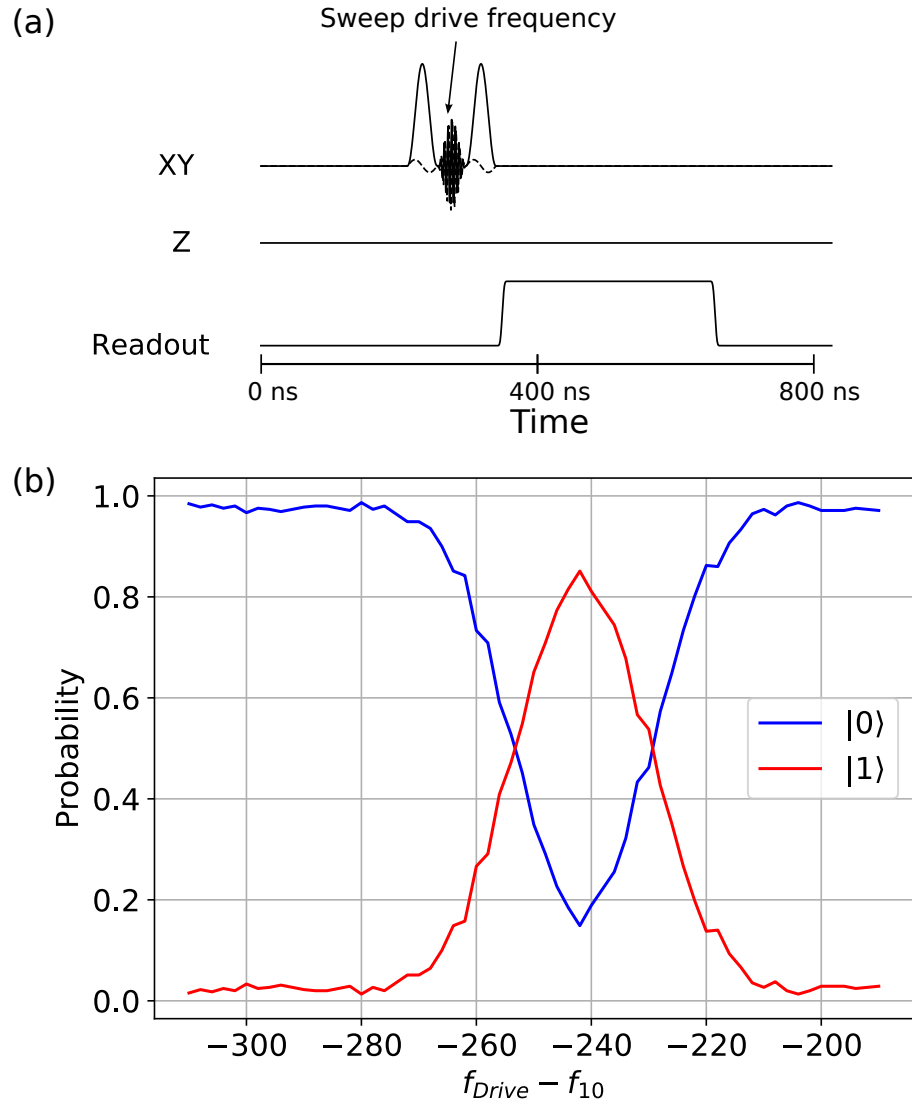 (a)
Sweep drive frequency
XY
Z
Readout
0 ns
400 ns
800 ns
Time
(b)
1.0
0.8
0.6
0.4
0.2
0.0
Probability
|0⟩
|1⟩
−300
−280
−260
−240
−220
−200
f_Drive − f_10